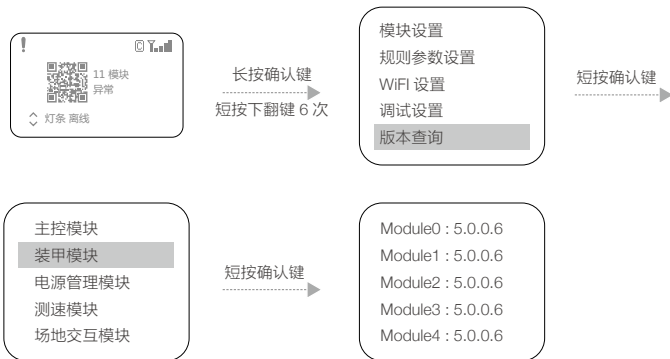 !
11 模块
异常
灯条 离线
长按确认键
短按下翻键 6 次
模块设置
规则参数设置
WiFI 设置
调试设置
版本查询
短按确认键
主控模块
装甲模块
电源管理模块
测速模块
场地交互模块
短按确认键
Module0 : 5.0.0.6
Module1 : 5.0.0.6
Module2 : 5.0.0.6
Module3 : 5.0.0.6
Module4 : 5.0.0.6